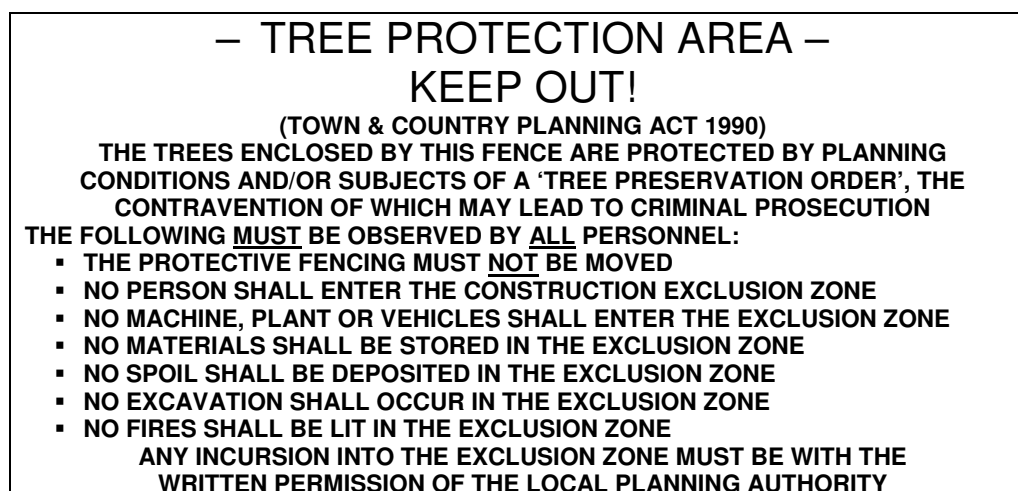 – TREE PROTECTION AREA –
KEEP OUT!
(TOWN & COUNTRY PLANNING ACT 1990)
THE TREES ENCLOSED BY THIS FENCE ARE PROTECTED BY PLANNING
CONDITIONS AND/OR SUBJECTS OF A ‘TREE PRESERVATION ORDER’, THE
CONTRAVENTION OF WHICH MAY LEAD TO CRIMINAL PROSECUTION
THE FOLLOWING MUST BE OBSERVED BY ALL PERSONNEL:
▪ THE PROTECTIVE FENCING MUST NOT BE MOVED
▪ NO PERSON SHALL ENTER THE CONSTRUCTION EXCLUSION ZONE
▪ NO MACHINE, PLANT OR VEHICLES SHALL ENTER THE EXCLUSION ZONE
▪ NO MATERIALS SHALL BE STORED IN THE EXCLUSION ZONE
▪ NO SPOIL SHALL BE DEPOSITED IN THE EXCLUSION ZONE
▪ NO EXCAVATION SHALL OCCUR IN THE EXCLUSION ZONE
▪ NO FIRES SHALL BE LIT IN THE EXCLUSION ZONE
ANY INCURSION INTO THE EXCLUSION ZONE MUST BE WITH THE
WRITTEN PERMISSION OF THE LOCAL PLANNING AUTHORITY